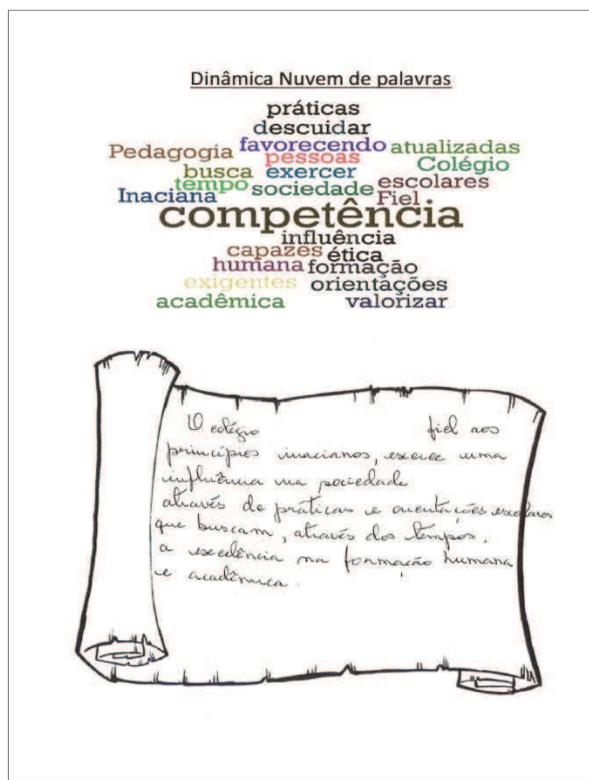 Dinâmica Nuvem de palavras
práticas
descuidar
Pedagogia favorecendo atualizadas
pessoas Colégio
busca exercer
tempo sociedade escolares
Inaciana Fiel
competência
influência
capazes ética
humana formação
exigentes orientações
acadêmica valorizar
O colégio fiel aos
princípios inacianos, exerce uma
influência na sociedade
através de práticas e orientações escolares
que buscam, através dos tempos,
a excelência na formação humana
e acadêmica.